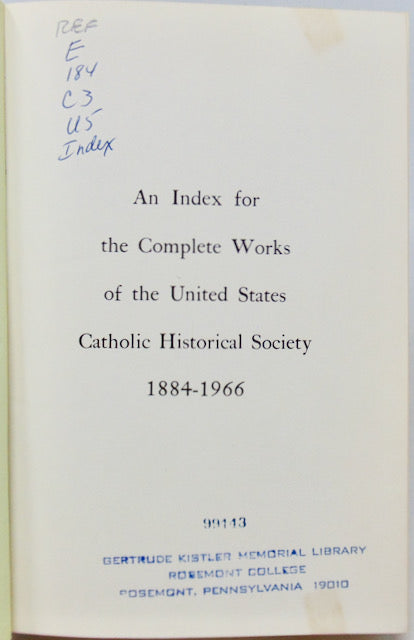 REF
E
184
C3
U5
Index
An Index for
the Complete Works
of the United States
Catholic Historical Society
1884-1966
99143
GERTRUDE KISTLER MEMORIAL LIBRARY
ROSEMONT COLLEGE
ROSEMONT, PENNSYLVANIA 19010